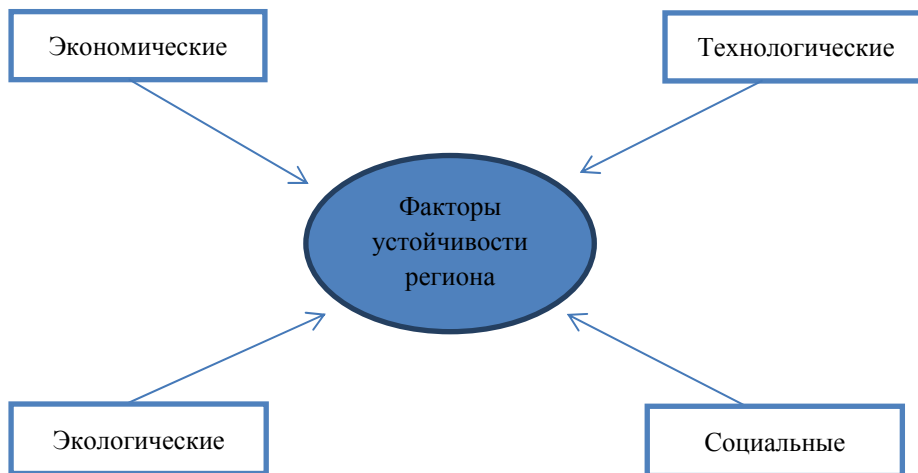 Экономические
Технологические
Факторы
устойчивости
региона
Экологические
Социальные